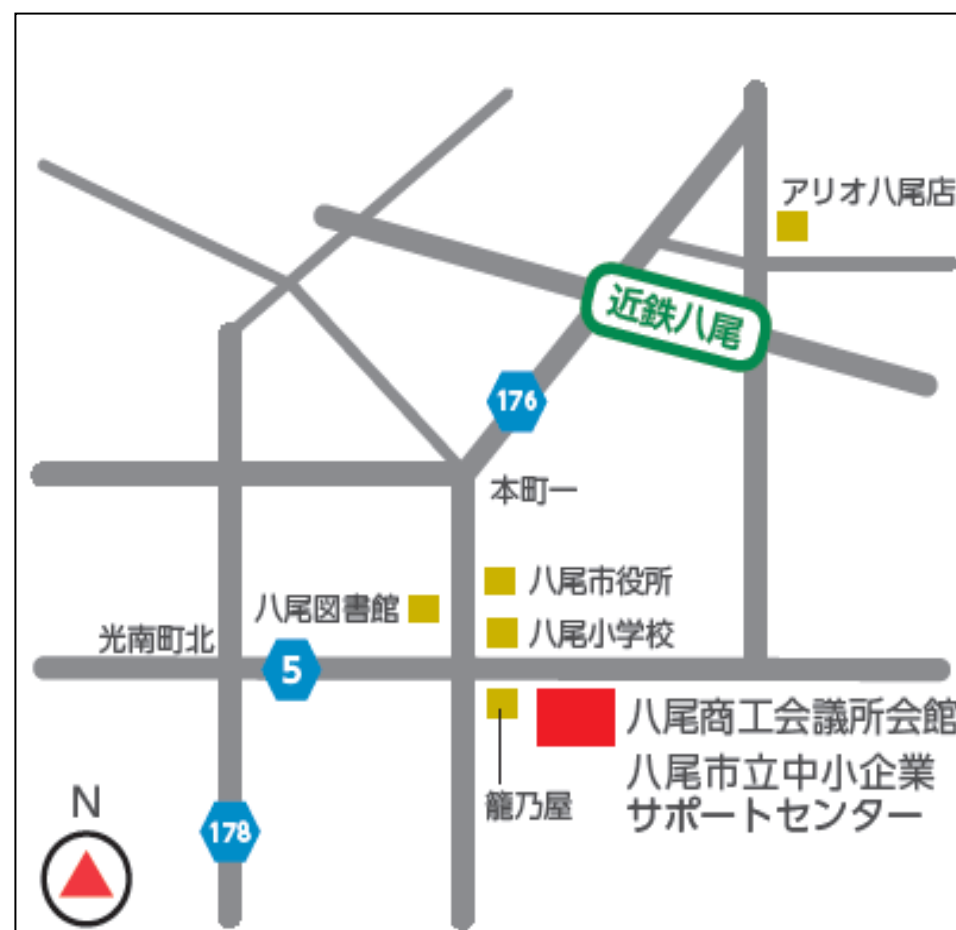 アリオ八尾店
近鉄八尾
176
本町一
八尾市役所
八尾図書館
八尾小学校
光南町北
5
八尾商工会議所会館
八尾市立中小企業
サポートセンター
籠乃屋
N
178